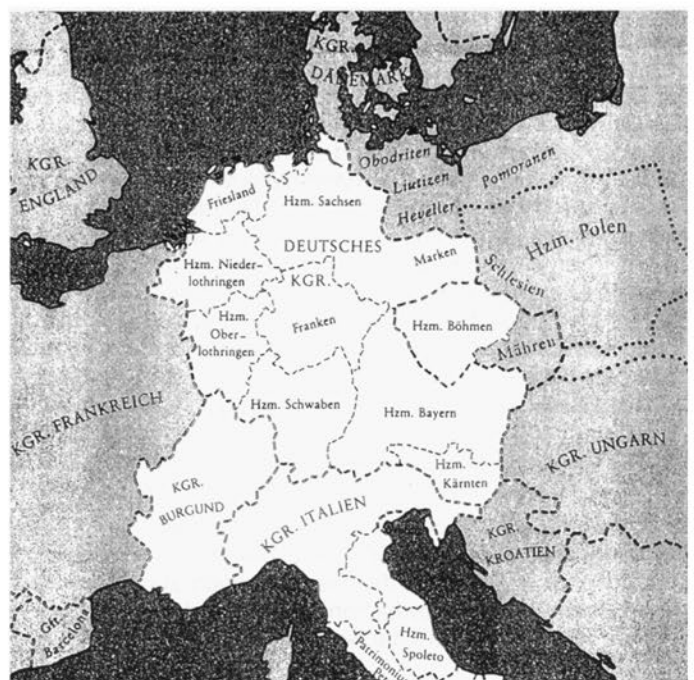 KGR.
DÄNEMARK
KGR.
ENGLAND
Obodriten
Liutizen
Heveller
Pomoranen
Friesland
Hzm. Sachsen
Hzm. Polen
DEUTSCHES
KGR.
Marken
Schlesien
Hzm. Nieder-
lothringen
Hzm.
Ober-
lothringen
Franken
Hzm. Böhmen
Mähren
KGR. FRANKREICH
Hzm. Schwaben
Hzm. Bayern
KGR. UNGARN
Hzm.
Kärnten
KGR.
BURGUND
KGR. ITALIEN
KGR.
KROATIEN
Gft.
Barcelona
Hzm.
Spoleto